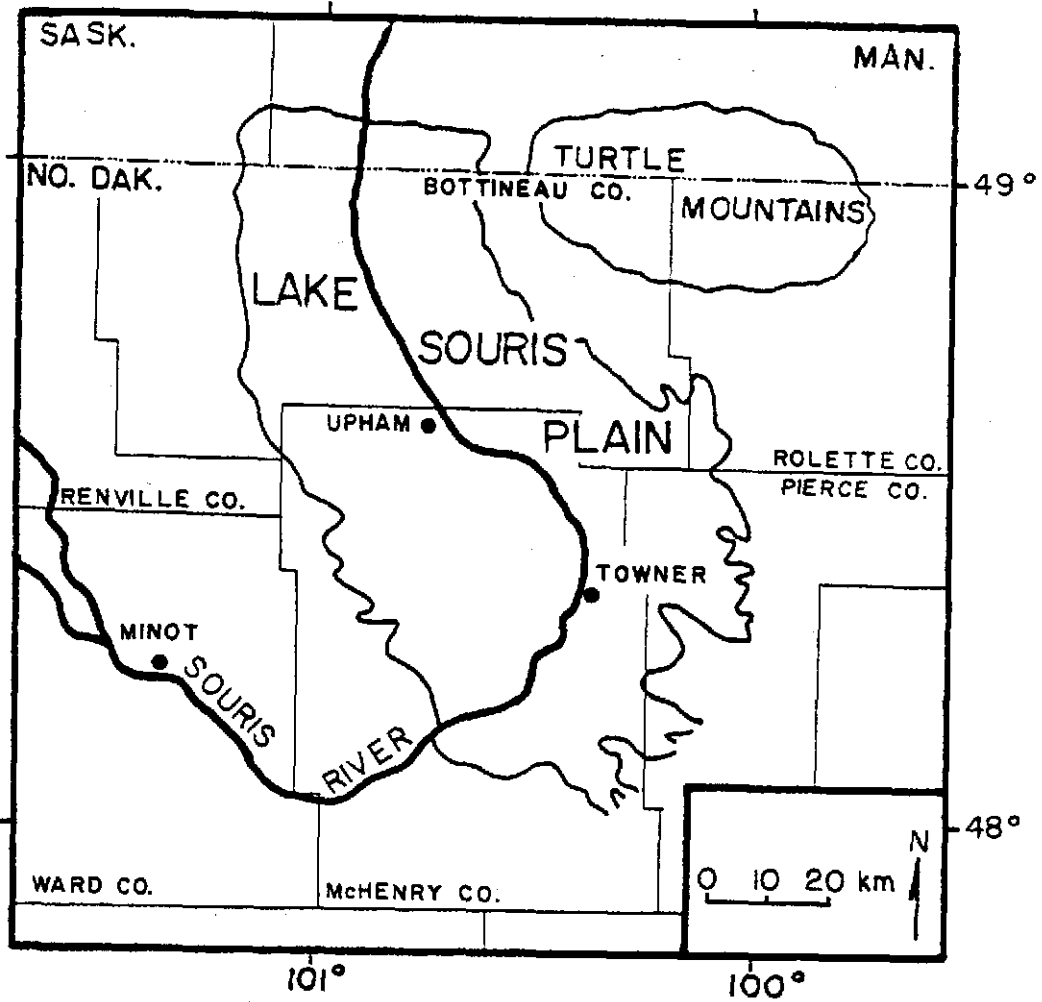 SASK.
MAN.
NO. DAK.
TURTLE
MOUNTAINS
BOTTINEAU CO.
49°
LAKE
SOURIS
PLAIN
UPHAM
ROLETTE CO.
PIERCE CO.
RENVILLE CO.
TOWNER
MINOT
SOURIS
RIVER
48°
N
0 10 20 km
WARD CO.
McHENRY CO.
101°
100°